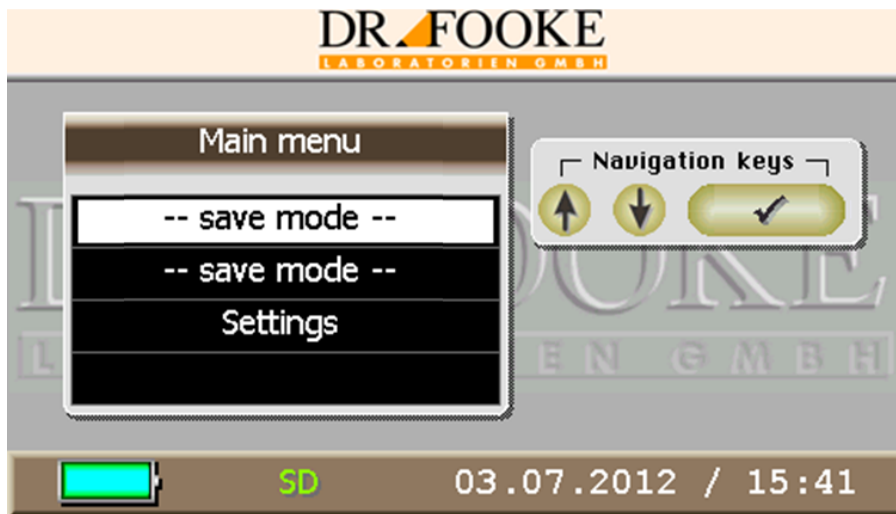 DR. FOOKE
LABORATORIEN GMBH
Main menu
-- save mode --
-- save mode --
Settings
Navigation keys
SD
03.07.2012 / 15:41